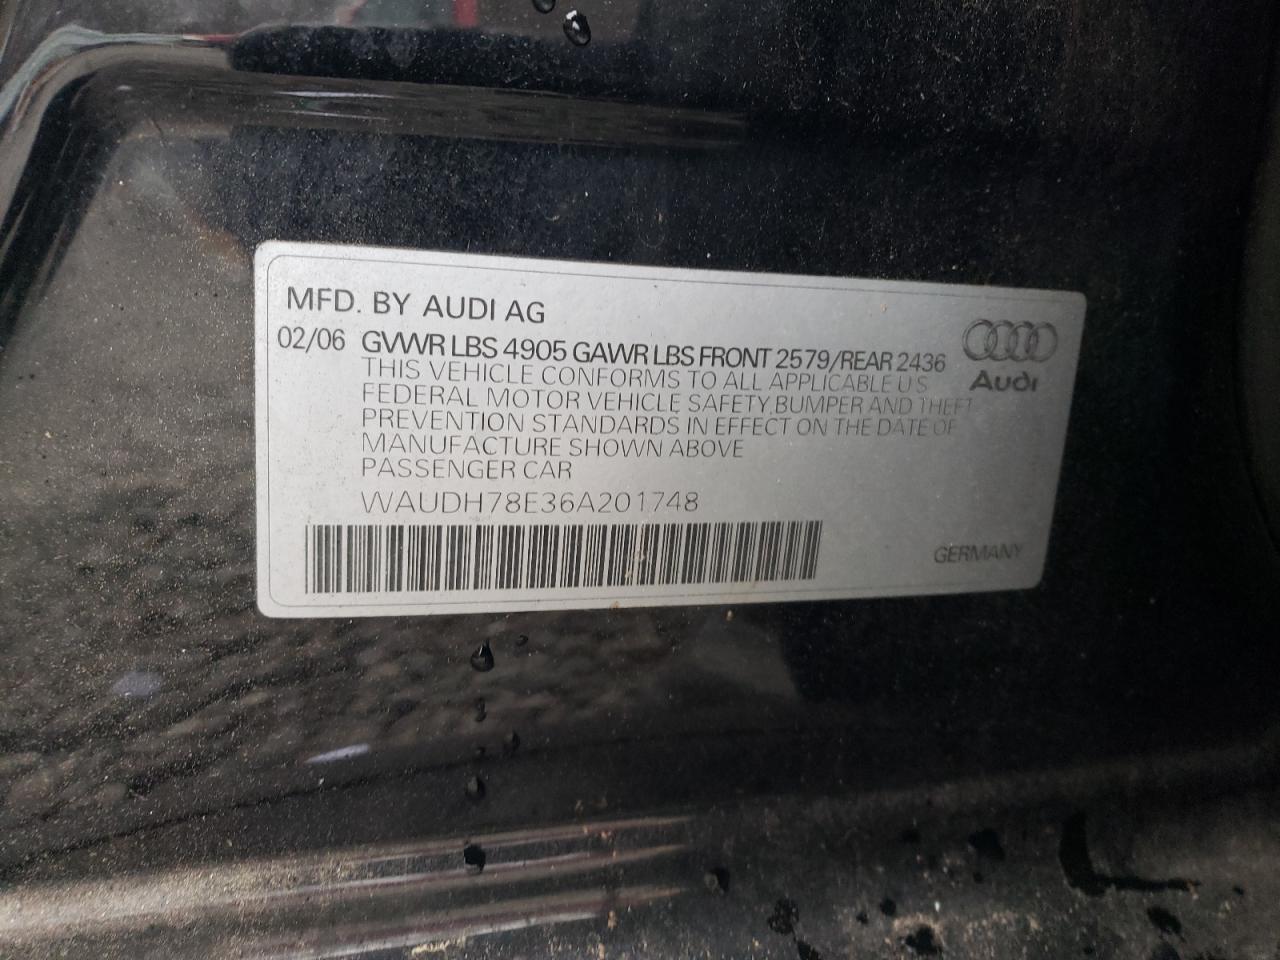 MFD. BY AUDI AG
02/06 GVWR LBS 4905 GAWR LBS FRONT 2579/REAR 2436
THIS VEHICLE CONFORMS TO ALL APPLICABLE U S
FEDERAL MOTOR VEHICLE SAFETY, BUMPER AND THEFT
PREVENTION STANDARDS IN EFFECT ON THE DATE OF
MANUFACTURE SHOWN ABOVE
PASSENGER CAR
WAUDH78E36A201748
Audi
GERMANY